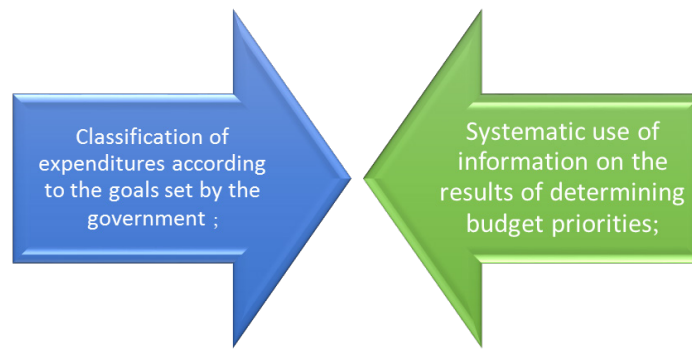 Classification of
expenditures according
to the goals set by the
government ;
Systematic use of
information on the
results of determining
budget priorities;